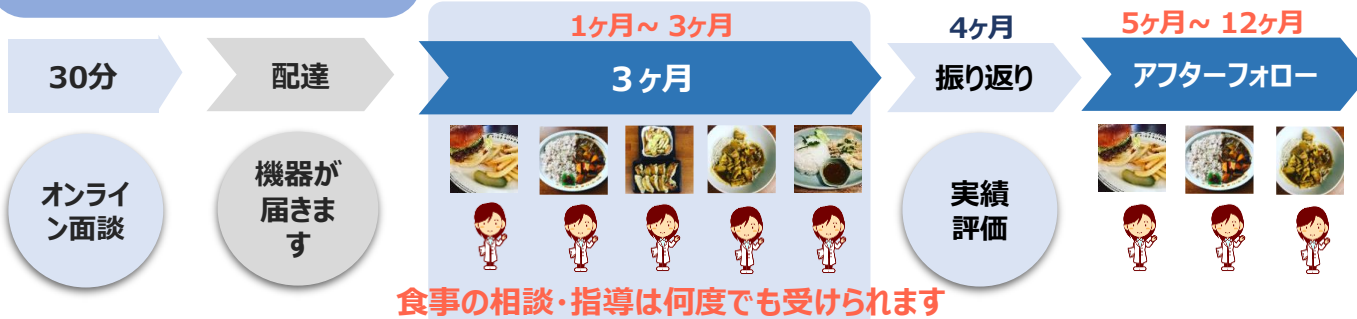 1ヶ月～ 3ヶ月
4ヶ月
5ヶ月～ 12ヶ月
30分
配達
3ヶ月
振り返り
アフターフォロー
オンライ
ン面談
機器が
届きま
す
実績
評価
食事の相談・指導は何度でも受けられます